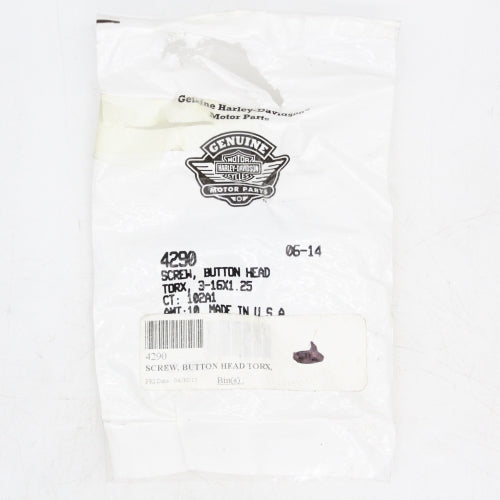 Genuine Harley-Davidson
Motor Parts
GENUINE
MOTOR
HARLEY-DAVIDSON
CYCLES
MOTOR PARTS
4290 06-14
SCREW, BUTTON HEAD
TORX, 3-16X1.25
CT: 102A1
AMT:10 MADE IN U.S.A
4290
SCREW, BUTTON HEAD TORX,